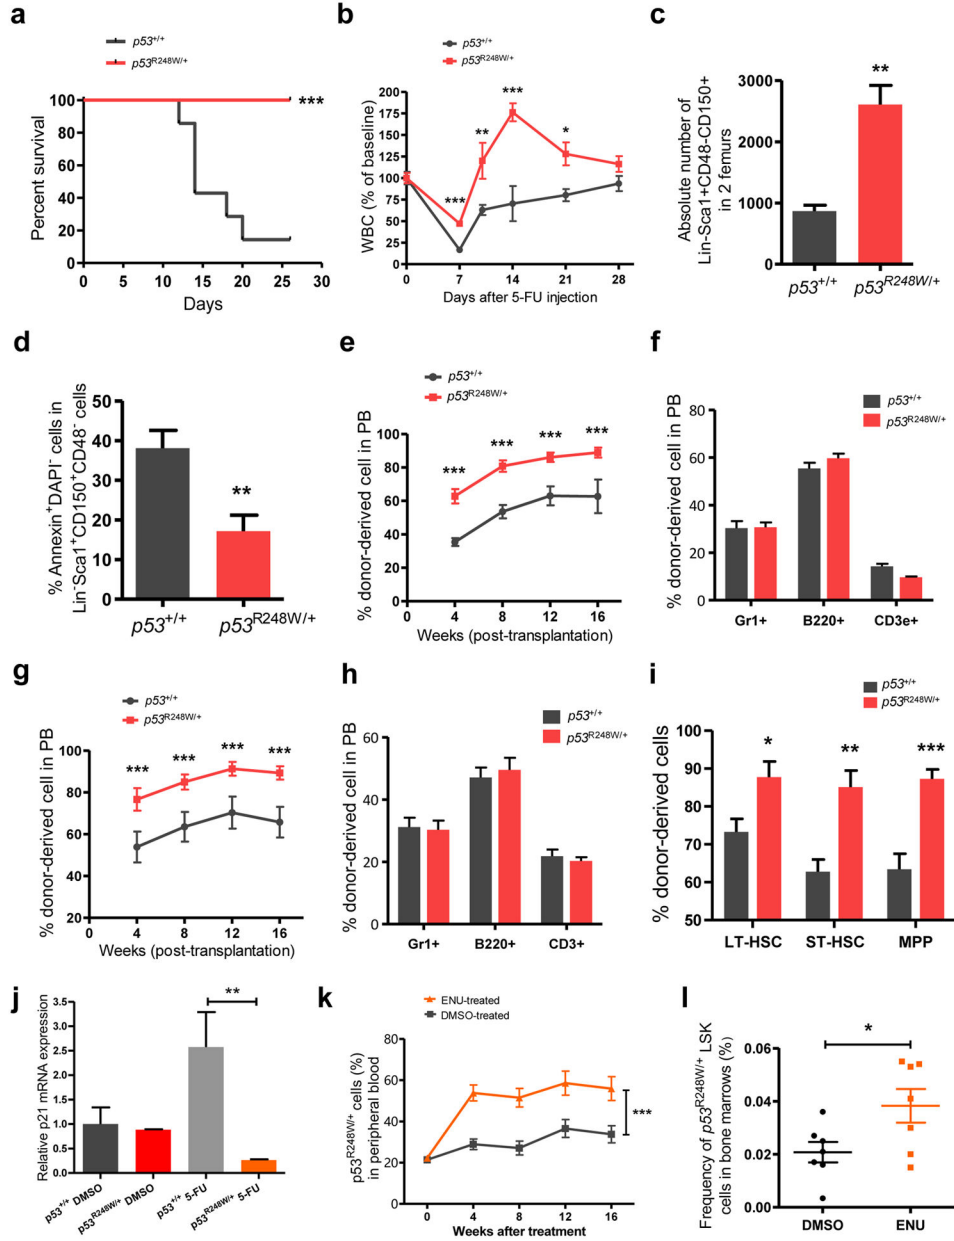 a
p53+/+
p53R248W/+
Percent survival
100
80
60
40
20
0
***
0 5 10 15 20 25 30
Days
b
p53+/+
p53R248W/+
WBC (% of baseline)
200
175
150
125
100
75
50
25
0
*** ** *** *
0 7 14 21 28
Days after 5-FU injection
c
Absolute number of
Lin-Sca1+CD48-CD150+
in 2 femurs
3000
2000
1000
0
**
p53+/+ p53R248W/+
d
% Annexin+DAPI- cells in
Lin-Sca1+CD150+CD48- cells
50
40
30
20
10
0
**
p53+/+ p53R248W/+
e
p53+/+
p53R248W/+
% donor-derived cell in PB
100
80
60
40
20
0
*** *** *** ***
0 4 8 12 16
Weeks (post-transplantation)
f
p53+/+
p53R248W/+
% donor-derived cell in PB
80
60
40
20
0
Gr1+ B220+ CD3e+
g
p53+/+
p53R248W/+
% donor-derived cell in PB
100
80
60
40
20
*** *** *** ***
0 4 8 12 16
Weeks (post-transplantation)
h
p53+/+
p53R248W/+
% donor-derived cell in PB
60
40
20
0
Gr1+ B220+ CD3+
i
p53+/+
p53R248W/+
% donor-derived cells
100
90
80
70
60
50
* ** ***
LT-HSC ST-HSC MPP
j
Relative p21 mRNA expression
3.5
3.0
2.5
2.0
1.5
1.0
0.5
0.0
**
p53+/+ DMSO
p53R248W/+ DMSO
p53+/+ 5-FU
p53R248W/+ 5-FU
k
ENU-treated
DMSO-treated
p53R248W/+ cells (%)
in peripheral blood
80
60
40
20
0
***
0 4 8 12 16
Weeks after treatment
l
Frequency of p53R248W/+ LSK
cells in bone marrows (%)
0.06
0.04
0.02
0.00
*
DMSO ENU